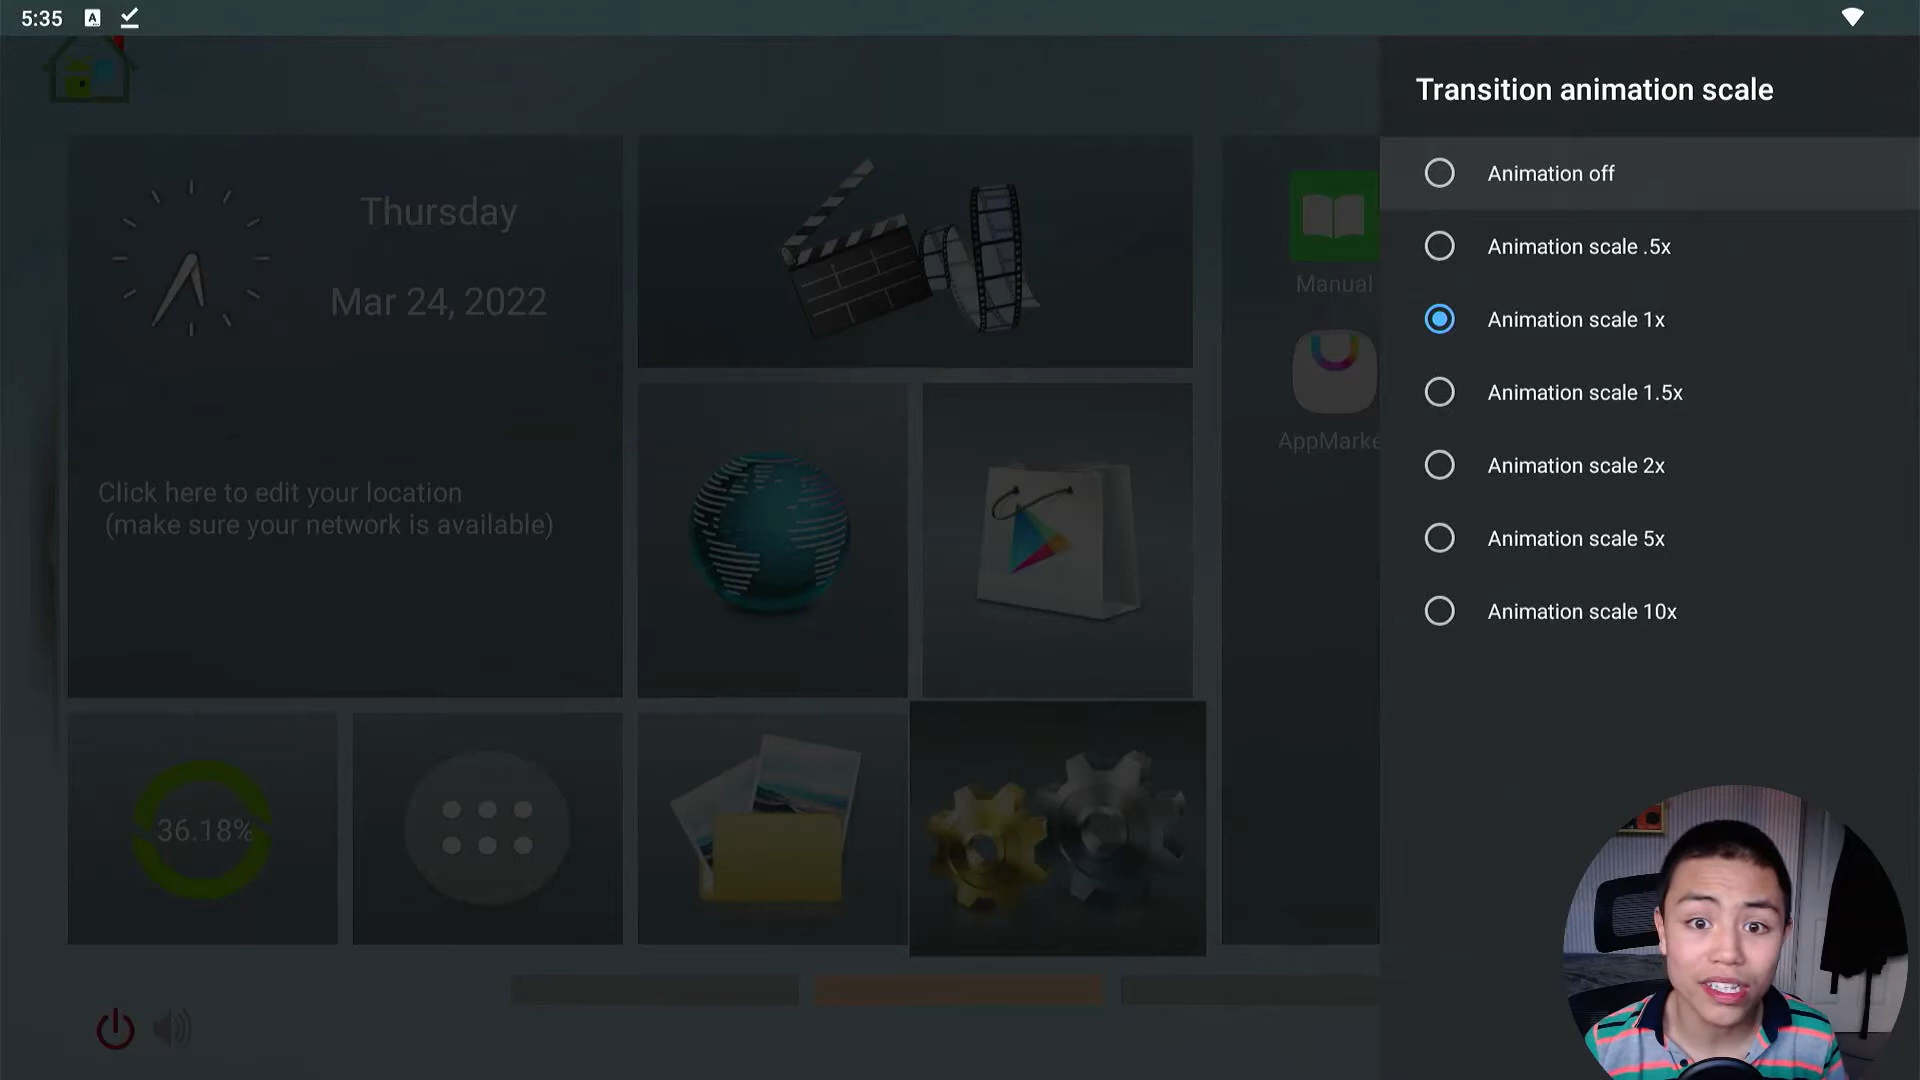 5:35
Transition animation scale
Animation off
Animation scale .5x
Animation scale 1x
Animation scale 1.5x
Animation scale 2x
Animation scale 5x
Animation scale 10x
Thursday
Mar 24, 2022
Click here to edit your location
(make sure your network is available)
Manual
AppMarke
36.18%